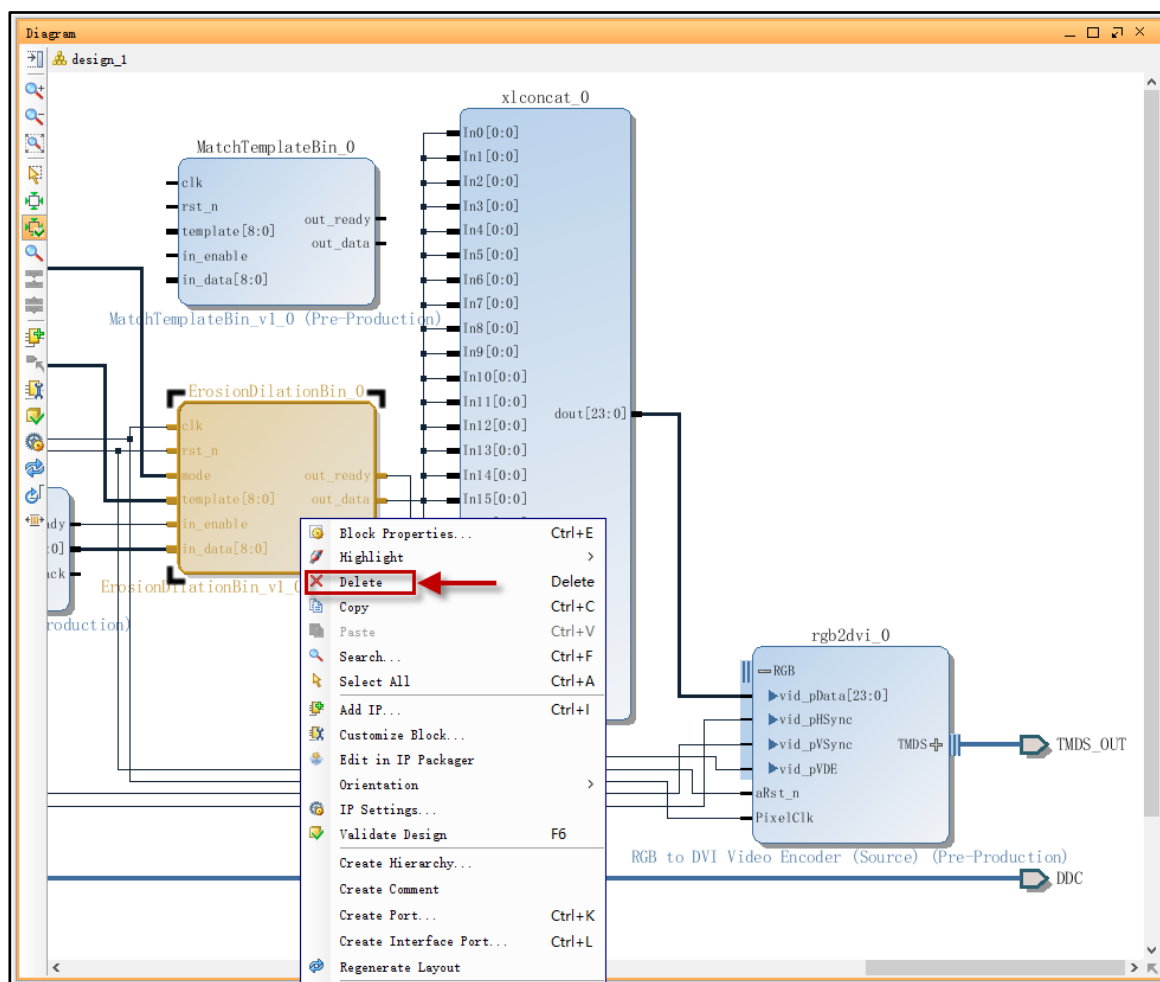 Diagram
design_1
xlconcat_0
In0[0:0]
In1[0:0]
In2[0:0]
In3[0:0]
In4[0:0]
In5[0:0]
In6[0:0]
In7[0:0]
In8[0:0]
In9[0:0]
In10[0:0]
In11[0:0]
In12[0:0]
In13[0:0]
In14[0:0]
In15[0:0]
dout[23:0]
MatchTemplateBin_0
clk
rst_n
template[8:0]
in_enable
in_data[8:0]
out_ready
out_data
MatchTemplateBin_v1_0 (Pre-Production)
ErosionDilationBin_0
clk
rst_n
mode
template[8:0]
in_enable
in_data[8:0]
out_ready
out_data
ErosionDilationBin_v1_0
dy
:0]
ack
roduction)
Block Properties... Ctrl+E
Highlight >
Delete Delete
Copy Ctrl+C
Paste Ctrl+V
Search... Ctrl+F
Select All Ctrl+A
Add IP... Ctrl+I
Customize Block...
Edit in IP Packager
Orientation >
IP Settings...
Validate Design F6
Create Hierarchy...
Create Comment
Create Port... Ctrl+K
Create Interface Port... Ctrl+L
Regenerate Layout
rgb2dvi_0
RGB
vid_pData[23:0]
vid_pHSync
vid_pVSync
vid_pVDE
aRst_n
PixelClk
TMDS
TMDS_OUT
RGB to DVI Video Encoder (Source) (Pre-Production)
DDC